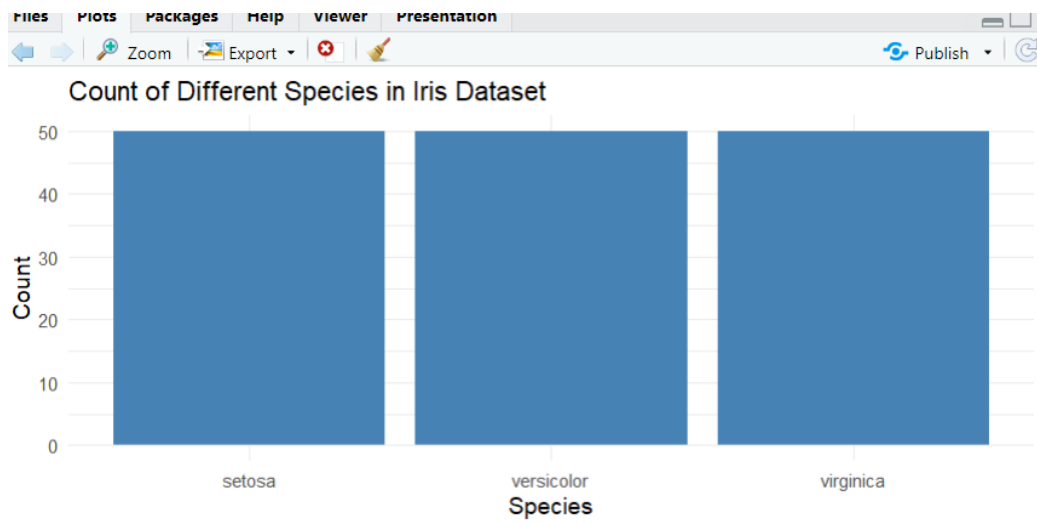 Files Plots Packages Help Viewer Presentation
Zoom Export Publish
Count of Different Species in Iris Dataset
50
40
30
20
10
0
Count
setosa versicolor virginica
Species